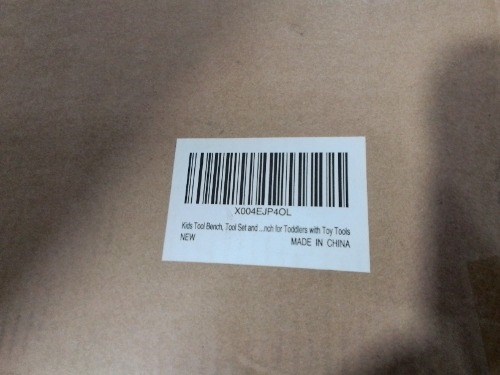 X004EJP4OL
Kids Tool Bench, Tool Set and ...nch for Toddlers with Toy Tools
NEW
MADE IN CHINA